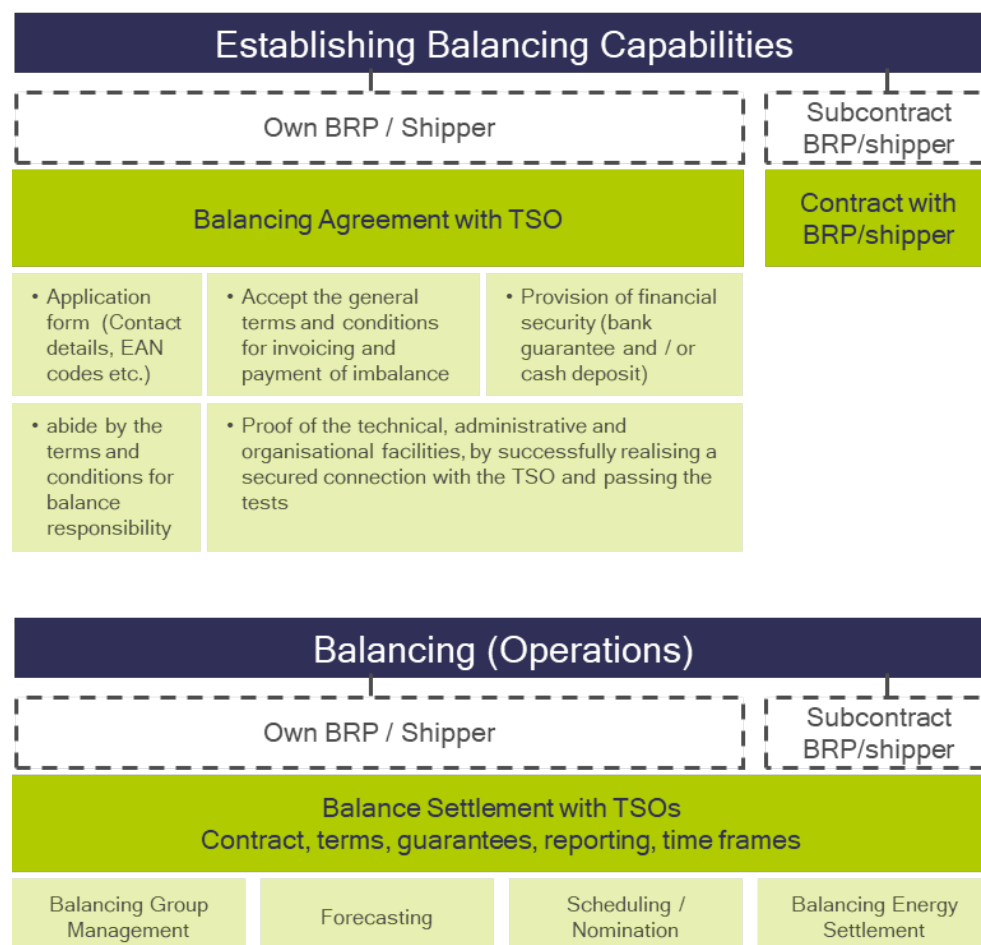 Establishing Balancing Capabilities
Own BRP / Shipper
Subcontract
BRP/shipper
Balancing Agreement with TSO
Contract with
BRP/shipper
• Application
form (Contact
details, EAN
codes etc.)
• Accept the general
terms and conditions
for invoicing and
payment of imbalance
• Provision of financial
security (bank
guarantee and / or
cash deposit)
• abide by the
terms and
conditions for
balance
responsibility
• Proof of the technical, administrative and
organisational facilities, by successfully realising a
secured connection with the TSO and passing the
tests
Balancing (Operations)
Own BRP / Shipper
Subcontract
BRP/shipper
Balance Settlement with TSOs
Contract, terms, guarantees, reporting, time frames
Balancing Group
Management
Forecasting
Scheduling /
Nomination
Balancing Energy
Settlement